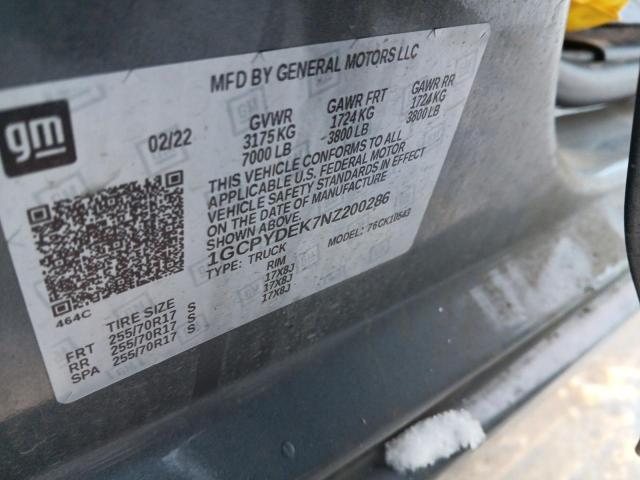 MFD BY GENERAL MOTORS LLC
gm
02/22
GVWR
3175 KG
7000 LB
GAWR FRT
1724 KG
3800 LB
GAWR RR
1724 KG
3800 LB
THIS VEHICLE CONFORMS TO ALL
APPLICABLE U.S. FEDERAL MOTOR
VEHICLE SAFETY STANDARDS IN EFFECT
ON THE DATE OF MANUFACTURE
SHOWN ABOVE.
1GCPYDEK7NZ200286
TYPE: TRUCK
MODEL: 76CK10543
464C
TIRE SIZE
RIM
FRT 255/70R17 S 17X8J
RR 255/70R17 S 17X8J
SPA 255/70R17 S 17X8J